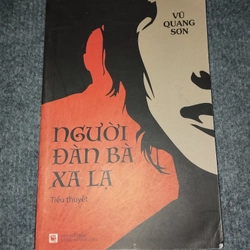 VŨ
QUANG
SƠN
NGƯỜI
ĐÀN BÀ
XA LẠ
Tiểu thuyết